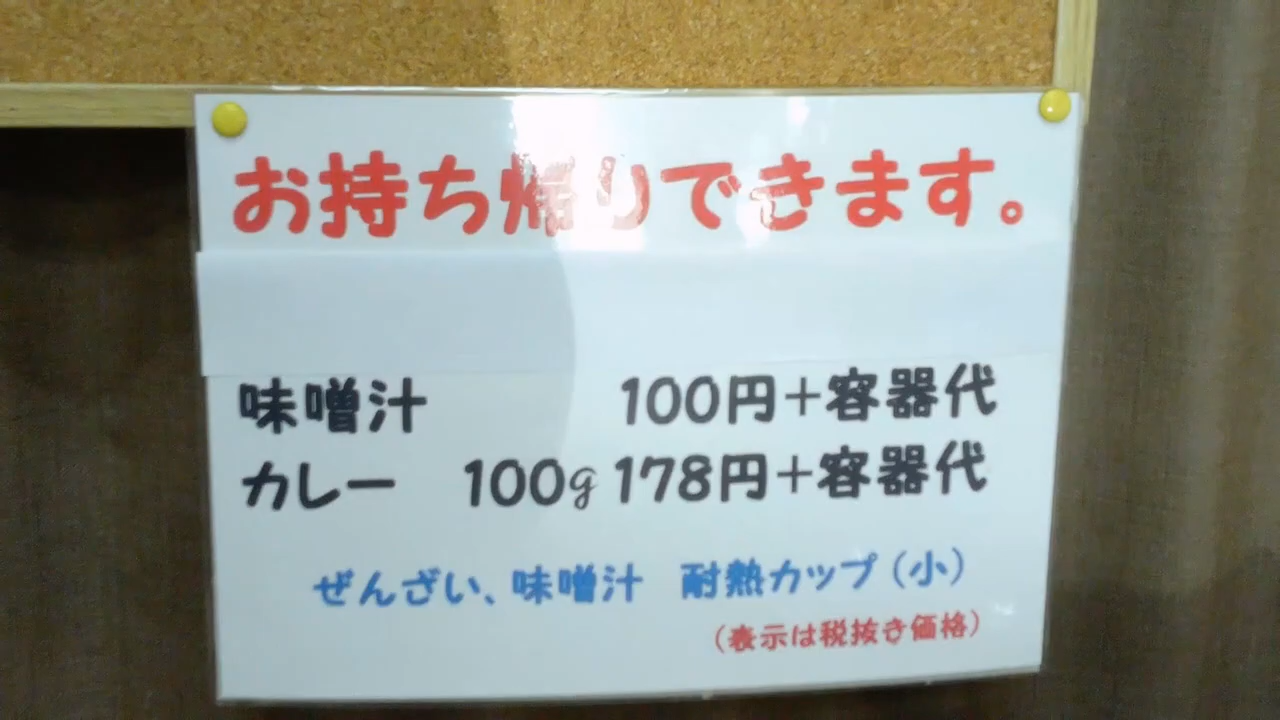 お持ち帰りできます。
味噌汁 100円+容器代
カレー 100g 178円+容器代
ぜんざい、味噌汁 耐熱カップ(小)
(表示は税抜き価格)